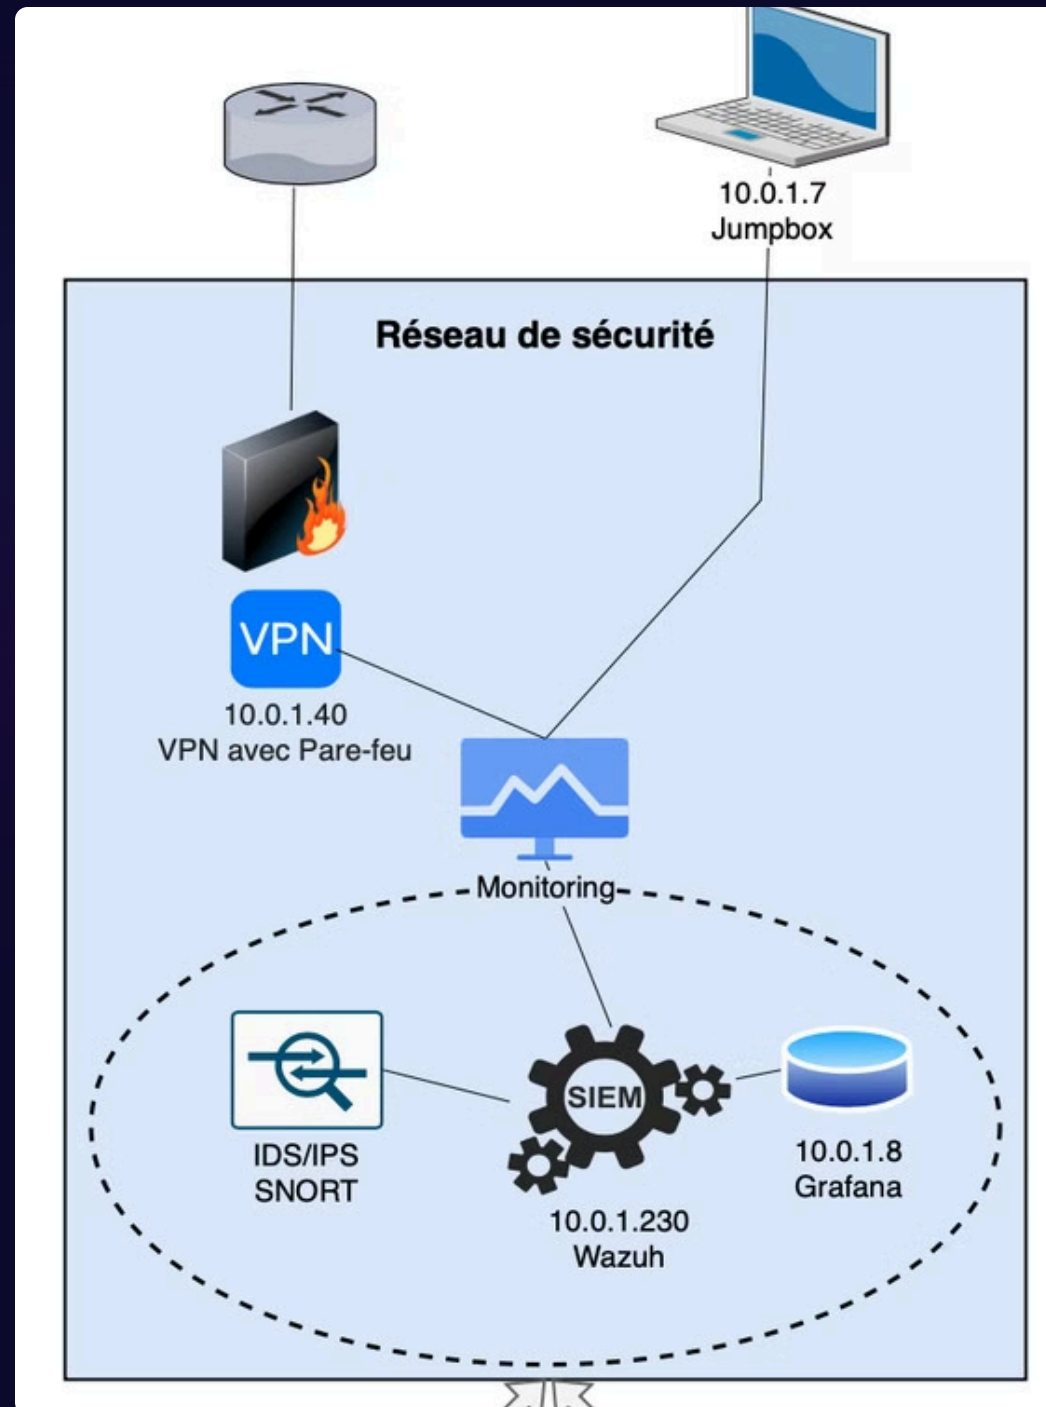 10.0.1.7
Jumpbox
Réseau de sécurité
VPN
10.0.1.40
VPN avec Pare-feu
Monitoring
IDS/IPS
SNORT
SIEM
10.0.1.230
Wazuh
10.0.1.8
Grafana